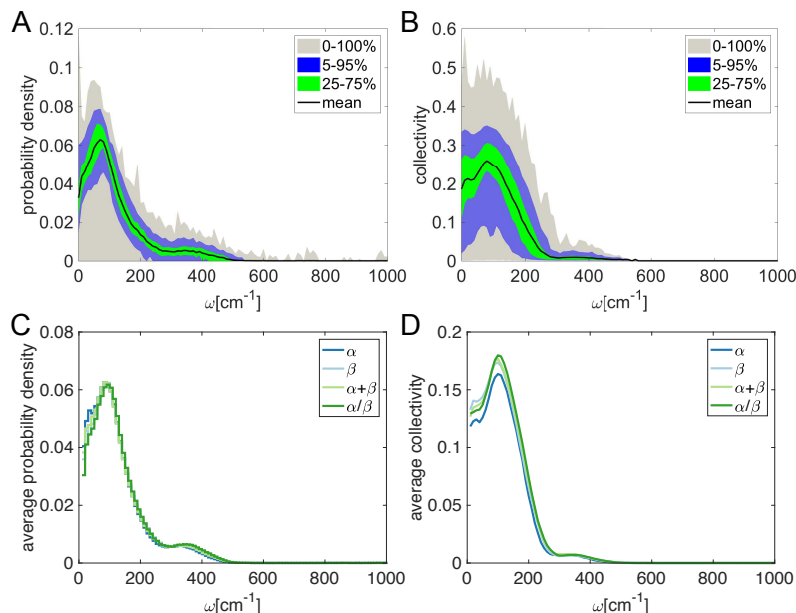 A
B
0.12
0.1
0.08
0.06
0.04
0.02
0
probability density
0-100%
5-95%
25-75%
mean
0 200 400 600 800 1000
ω[cm-1]
0.6
0.5
0.4
0.3
0.2
0.1
0
collectivity
0-100%
5-95%
25-75%
mean
0 200 400 600 800 1000
ω[cm-1]
C
D
0.08
0.06
0.04
0.02
0
average probability density
α
β
α+β
α/β
0 200 400 600 800 1000
ω[cm-1]
0.2
0.15
0.1
0.05
0
average collectivity
α
β
α+β
α/β
0 200 400 600 800 1000
ω[cm-1]